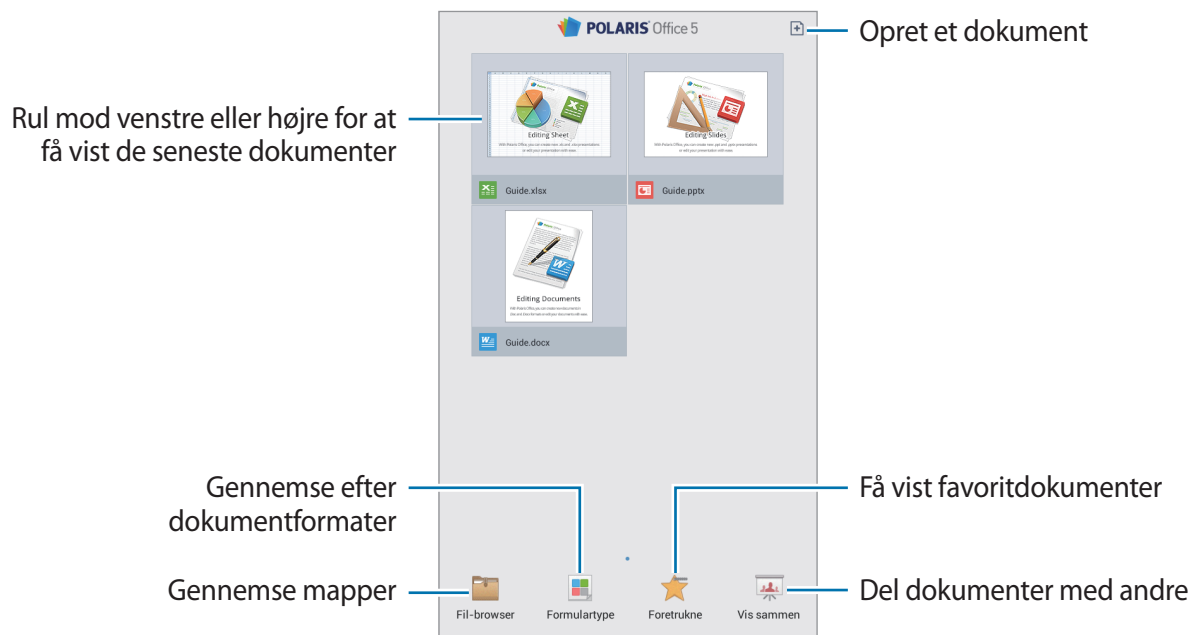 POLARIS Office 5
Opret et dokument
Rul mod venstre eller højre for at
få vist de seneste dokumenter
Editing Sheet
Editing Slides
Guide.xlsx
Guide.pptx
Editing Documents
Guide.docx
Gennemse efter
dokumentformater
Få vist favoritdokumenter
Gennemse mapper
Del dokumenter med andre
Fil-browser
Formulartype
Foretrukne
Vis sammen